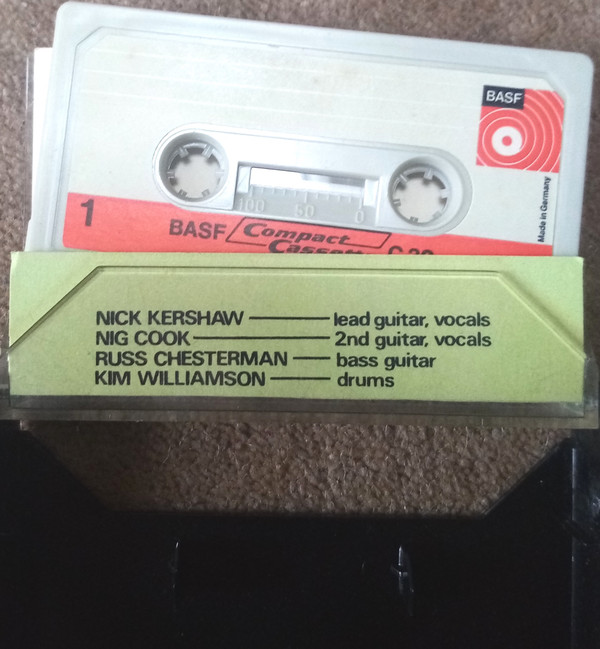 BASF
Made in Germany
100 50 0
1
BASF Compact
Cassette
NICK KERSHAW lead guitar, vocals
NIG COOK 2nd guitar, vocals
RUSS CHESTERMAN bass guitar
KIM WILLIAMSON drums